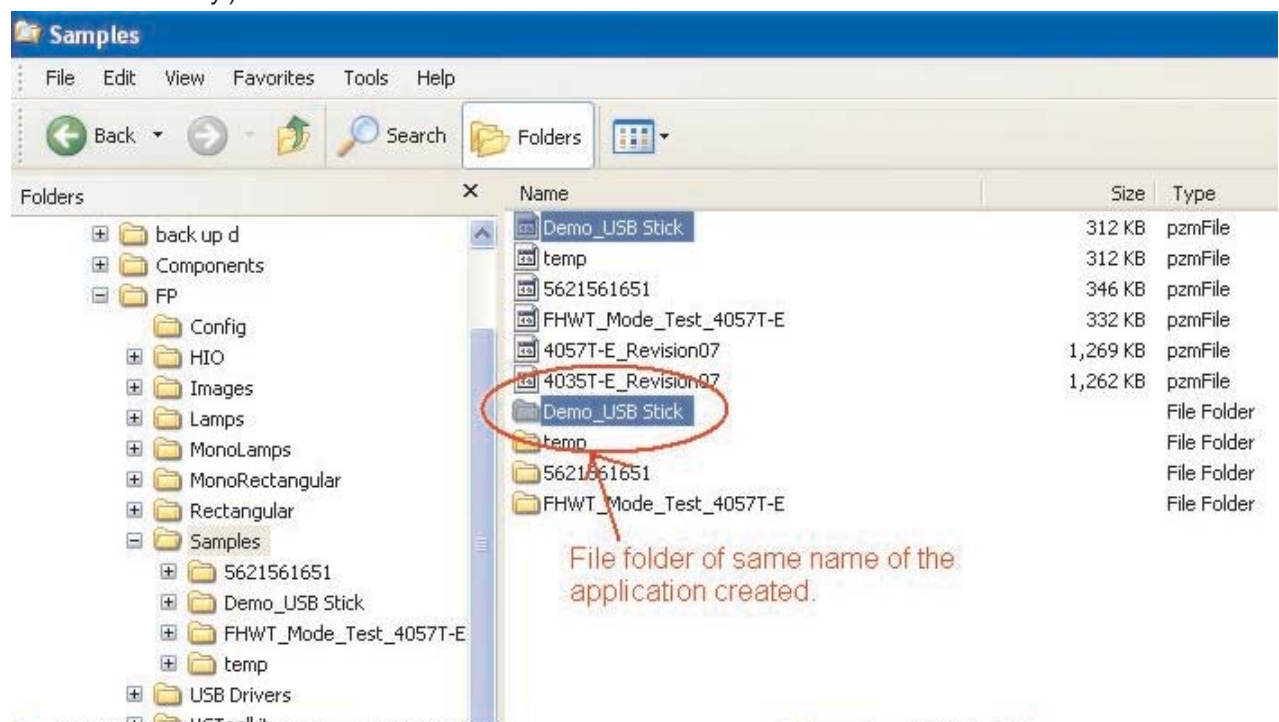 Samples
File Edit View Favorites Tools Help
Back Search Folders
Folders
back up d
Components
FP
Config
HIO
Images
Lamps
MonoLamps
MonoRectangular
Rectangular
Samples
5621561651
Demo_USB Stick
FHWT_Mode_Test_4057T-E
temp
USB Drivers
Name Size Type
Demo_USB Stick 312 KB pzmFile
temp 312 KB pzmFile
5621561651 346 KB pzmFile
FHWT_Mode_Test_4057T-E 332 KB pzmFile
4057T-E_Revision07 1,269 KB pzmFile
4035T-E_Revision07 1,262 KB pzmFile
Demo_USB Stick File Folder
temp File Folder
5621561651 File Folder
FHWT_Mode_Test_4057T-E File Folder
File folder of same name of the
application created.